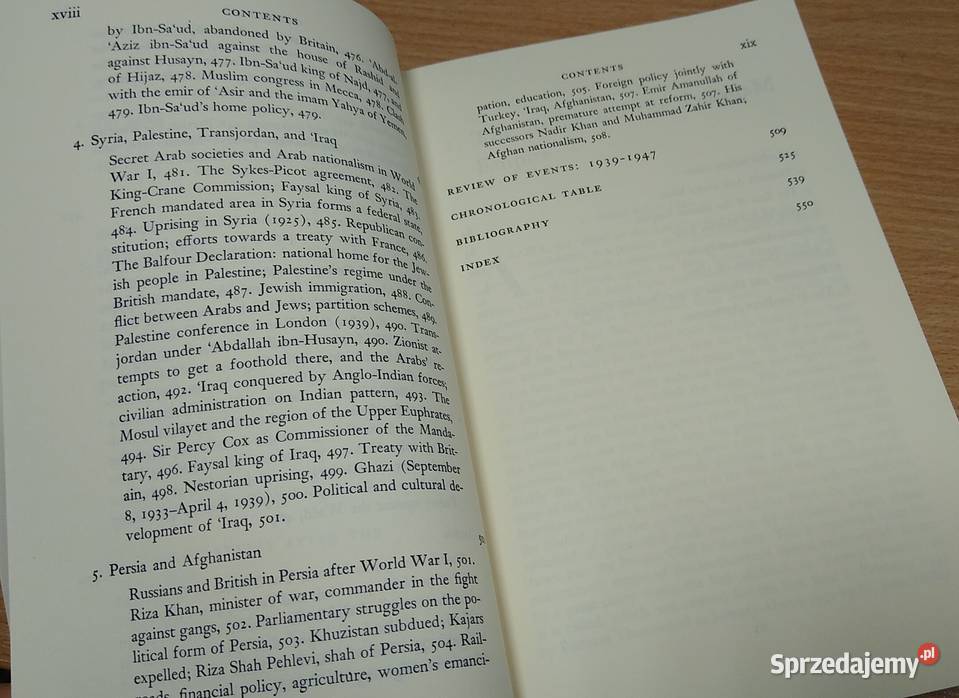 xviii
CONTENTS
by Ibn-Sa‘ud, abandoned by Britain, 476. ‘Abd-al-
‘Aziz ibn-Sa‘ud against the house of Rashid and
against Husayn, 477. Ibn-Sa‘ud king of Najd, 477, and
of Hijaz, 478. Muslim congress in Mecca, 478. Clash
with the emir of ‘Asir and the imam Yahya of Yemen,
479. Ibn-Sa‘ud's home policy, 479.
4. Syria, Palestine, Transjordan, and ‘Iraq
Secret Arab societies and Arab nationalism in World
War I, 481. The Sykes-Picot agreement, 482. The
King-Crane Commission; Faysal king of Syria, 483.
French mandated area in Syria forms a federal state,
484. Uprising in Syria (1925), 485. Republican con-
stitution; efforts towards a treaty with France, 486.
The Balfour Declaration: national home for the Jew-
ish people in Palestine; Palestine's regime under the
British mandate, 487. Jewish immigration, 488. Con-
flict between Arabs and Jews; partition schemes, 489.
Palestine conference in London (1939), 490. Trans-
jordan under ‘Abdallah ibn-Husayn, 490. Zionist at-
tempts to get a foothold there, and the Arabs' re-
action, 492. ‘Iraq conquered by Anglo-Indian forces;
civilian administration on Indian pattern, 493. The
Mosul vilayet and the region of the Upper Euphrates,
494. Sir Percy Cox as Commissioner of the Manda-
tary, 496. Faysal king of Iraq, 497. Treaty with Brit-
ain, 498. Nestorian uprising, 499. Ghazi (September
8, 1933–April 4, 1939), 500. Political and cultural de-
velopment of ‘Iraq, 501.
5. Persia and Afghanistan
Russians and British in Persia after World War I, 501.
Riza Khan, minister of war, commander in the fight
against gangs, 502. Parliamentary struggles on the po-
litical form of Persia, 503. Khuzistan subdued; Kajars
expelled; Riza Shah Pehlevi, shah of Persia, 504. Rail-
roads, financial policy, agriculture, women's emanci-
CONTENTS
xix
pation, education, 505. Foreign policy jointly with
Turkey, ‘Iraq, Afghanistan, 507. Emir Amanullah of
Afghanistan, premature attempt at reform, 507. His
successors Nadir Khan and Muhammad Zahir Khan;
Afghan nationalism, 508.
REVIEW OF EVENTS: 1939–1947 509
CHRONOLOGICAL TABLE 525
BIBLIOGRAPHY 539
INDEX 550
Sprzedajemy.pl